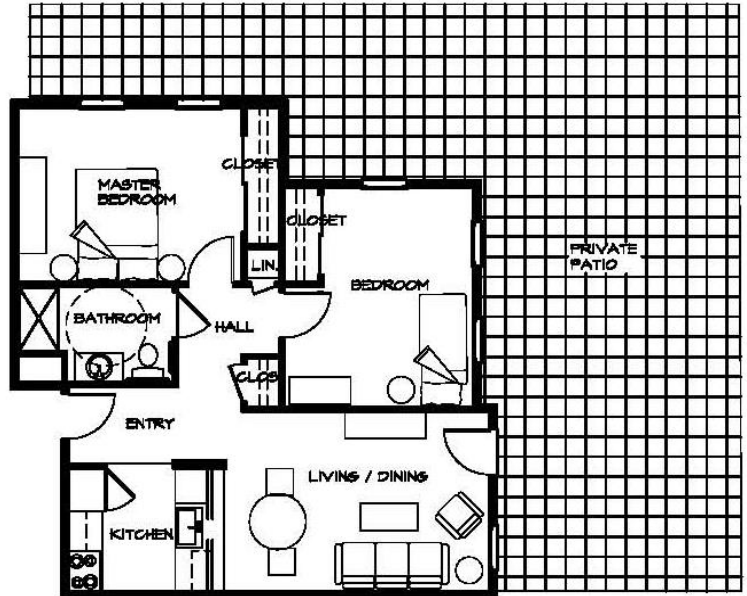 CLOSET
MASTER
BEDROOM
CLOSET
PRIVATE
PATIO
LIN.
BEDROOM
BATHROOM
HALL
CLOS
ENTRY
LIVING / DINING
KITCHEN